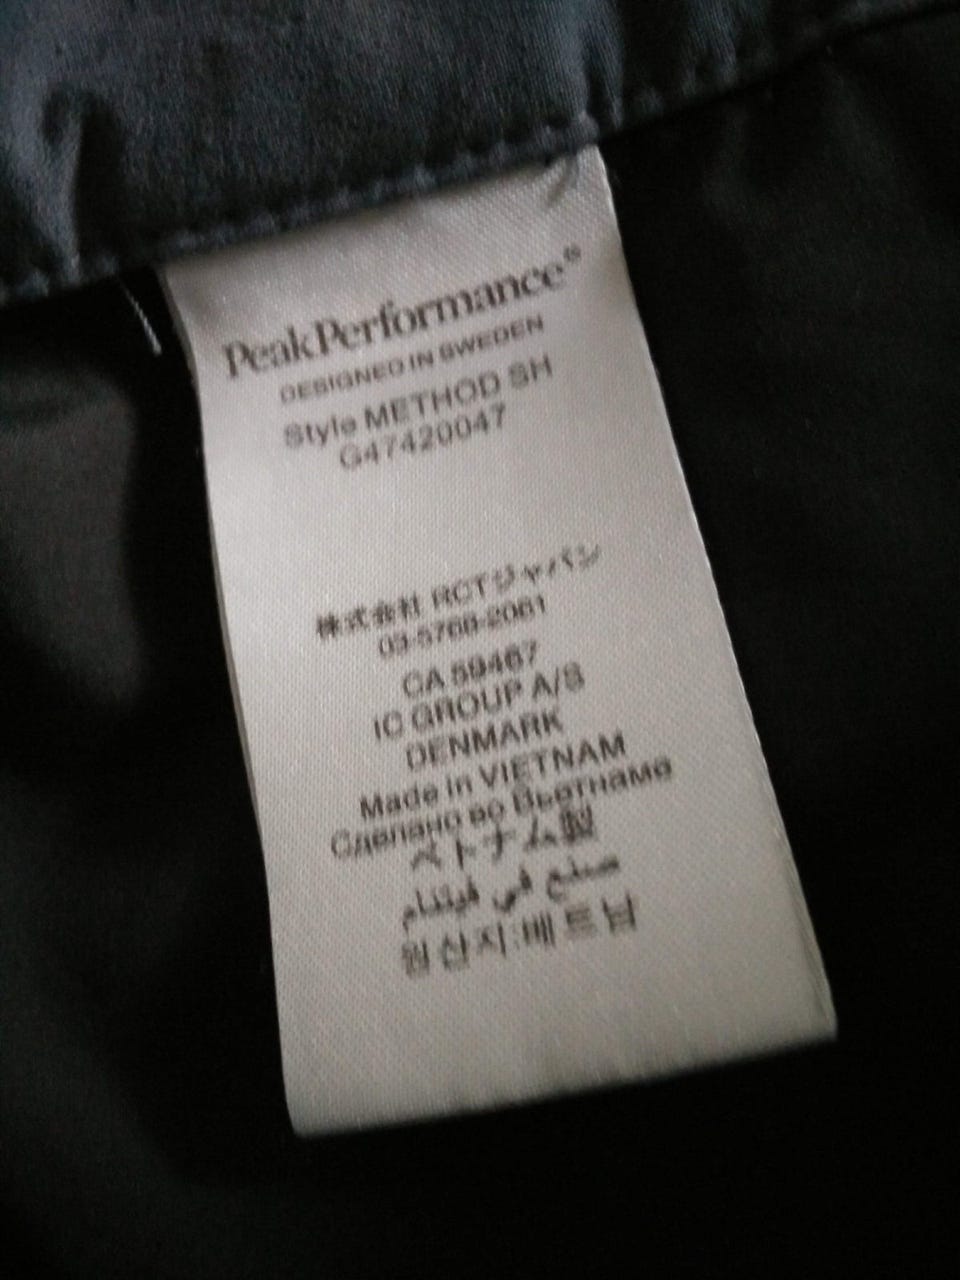 PeakPerformance®
DESIGNED IN SWEDEN
Style METHOD SH
G47420047
株式会社 RCTジャパン
03-5768-2061
CA 59467
IC GROUP A/S
DENMARK
Made in VIETNAM
Сделано во Вьетнаме
ベトナム製
صنع في فيتنام
원산지:베트남